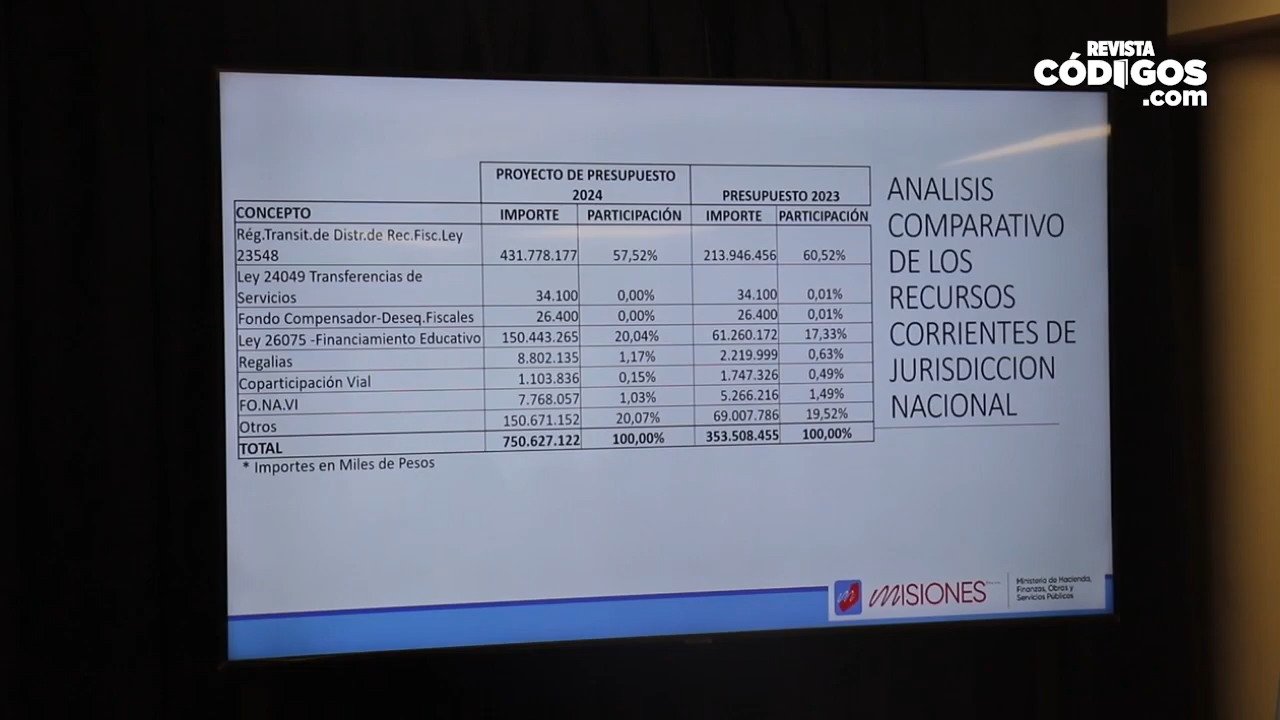 REVISTA
CÓDIGOS
.com
PROYECTO DE PRESUPUESTO
2024
PRESUPUESTO 2023
CONCEPTO IMPORTE PARTICIPACIÓN IMPORTE PARTICIPACIÓN
Rég.Transit.de Distr.de Rec.Fisc.Ley
23548 431.778.177 57,52% 213.946.456 60,52%
Ley 24049 Transferencias de
Servicios 34.100 0,00% 34.100 0,01%
Fondo Compensador-Deseq.Fiscales 26.400 0,00% 26.400 0,01%
Ley 26075 -Financiamiento Educativo 150.443.265 20,04% 61.260.172 17,33%
Regalias 8.802.135 1,17% 2.219.999 0,63%
Coparticipación Vial 1.103.836 0,15% 1.747.326 0,49%
FO.NA.VI 7.768.057 1,03% 5.266.216 1,49%
Otros 150.671.152 20,07% 69.007.786 19,52%
TOTAL 750.627.122 100,00% 353.508.455 100,00%
* Importes en Miles de Pesos
ANALISIS
COMPARATIVO
DE LOS
RECURSOS
CORRIENTES DE
JURISDICCION
NACIONAL
MISIONES
Ministerio de Hacienda,
Finanzas, Obras y
Servicios Públicos